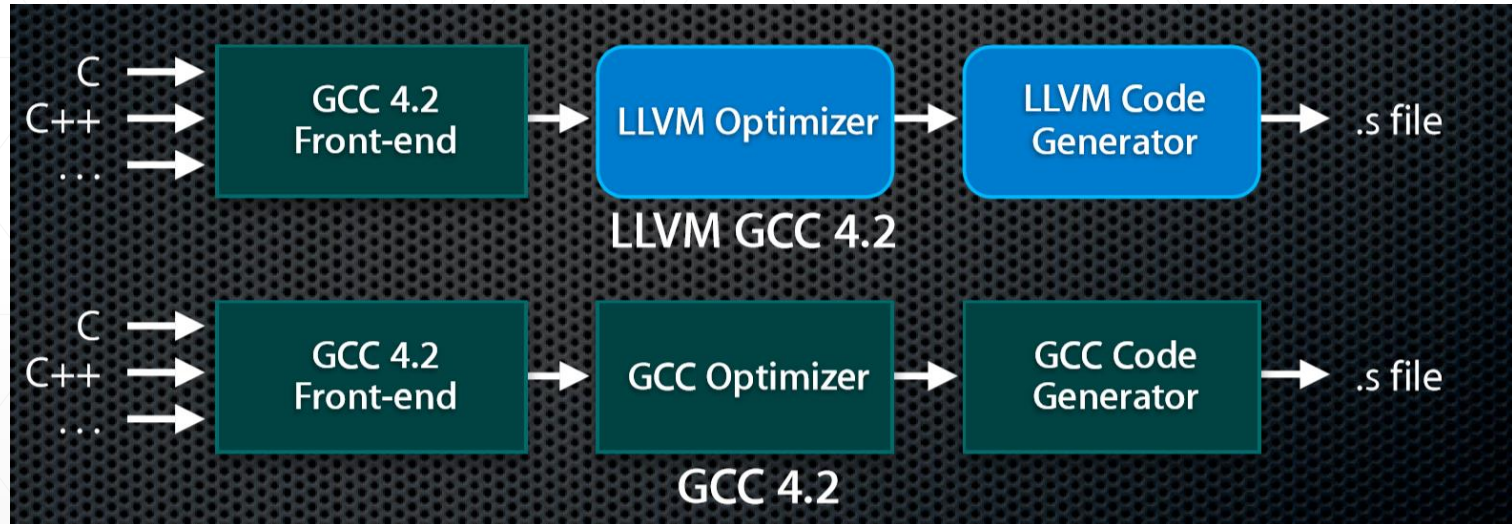 C
C++
...
GCC 4.2
Front-end
LLVM Optimizer
LLVM Code
Generator
.s file
LLVM GCC 4.2
C
C++
...
GCC 4.2
Front-end
GCC Optimizer
GCC Code
Generator
.s file
GCC 4.2